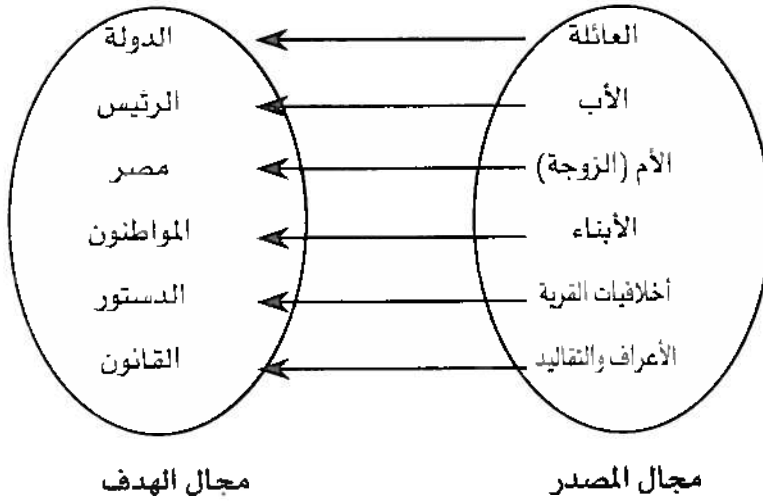 العائلة الدولة
الأب الرئيس
الأم (الزوجة) مصر
الأبناء المواطنون
أخلاقيات القرية الدستور
الأعراف والتقاليد القانون
مجال المصدر مجال الهدف